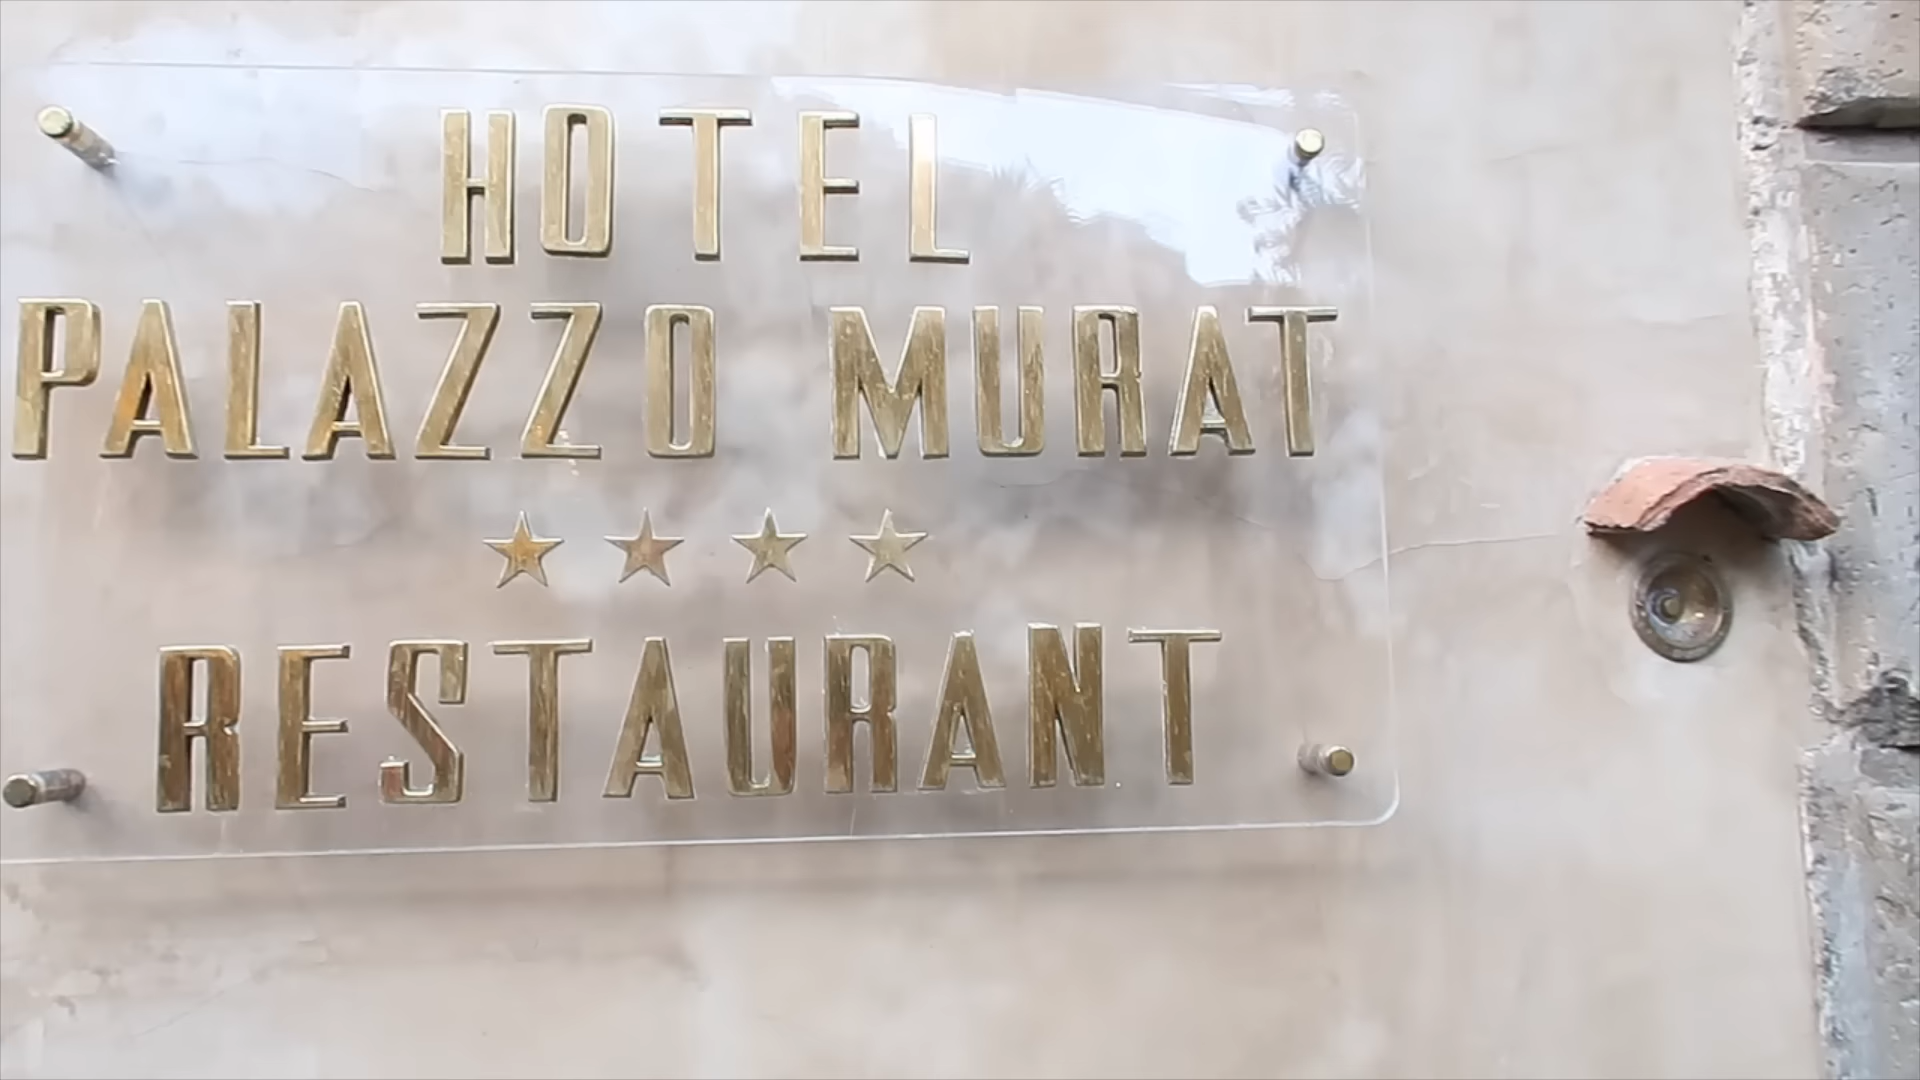 HOTEL
PALAZZO MURAT
★ ★ ★ ★
RESTAURANT